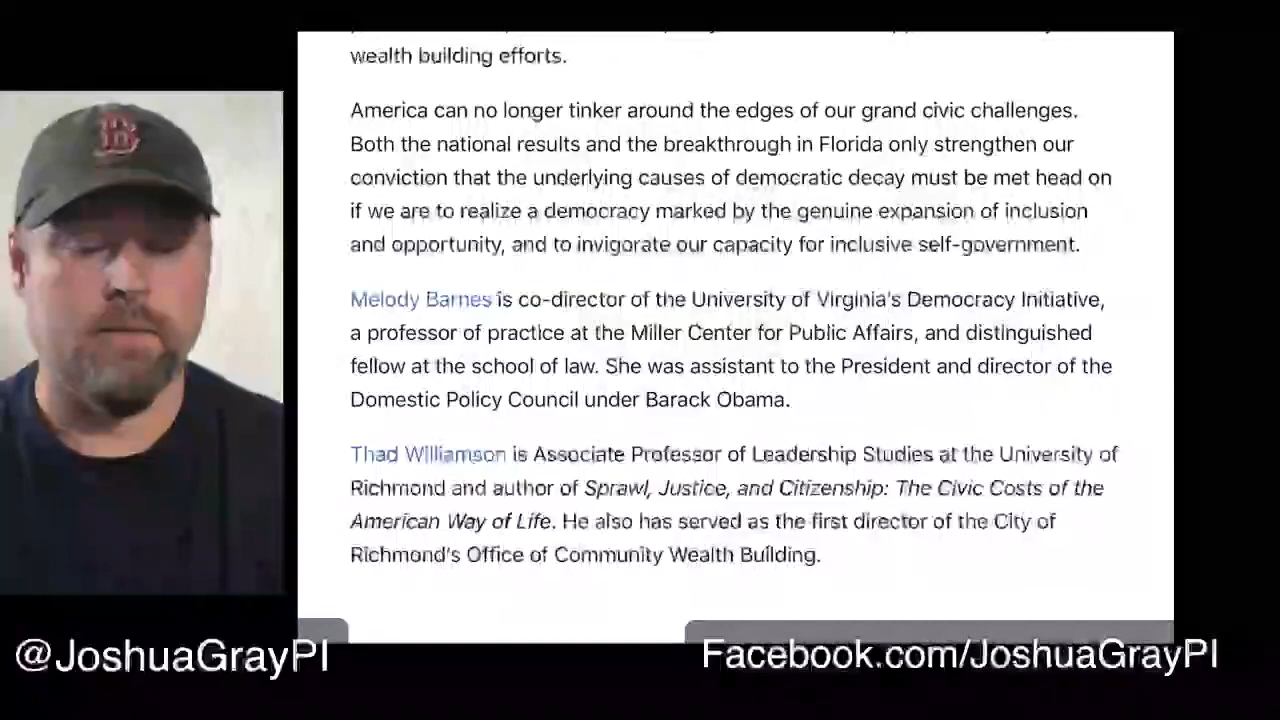 wealth building efforts.
America can no longer tinker around the edges of our grand civic challenges.
Both the national results and the breakthrough in Florida only strengthen our
conviction that the underlying causes of democratic decay must be met head on
if we are to realize a democracy marked by the genuine expansion of inclusion
and opportunity, and to invigorate our capacity for inclusive self-government.
Melody Barnes is co-director of the University of Virginia's Democracy Initiative,
a professor of practice at the Miller Center for Public Affairs, and distinguished
fellow at the school of law. She was assistant to the President and director of the
Domestic Policy Council under Barack Obama.
Thad Williamson is Associate Professor of Leadership Studies at the University of
Richmond and author of Sprawl, Justice, and Citizenship: The Civic Costs of the
American Way of Life. He also has served as the first director of the City of
Richmond's Office of Community Wealth Building.
B
@JoshuaGrayPI
Facebook.com/JoshuaGrayPI